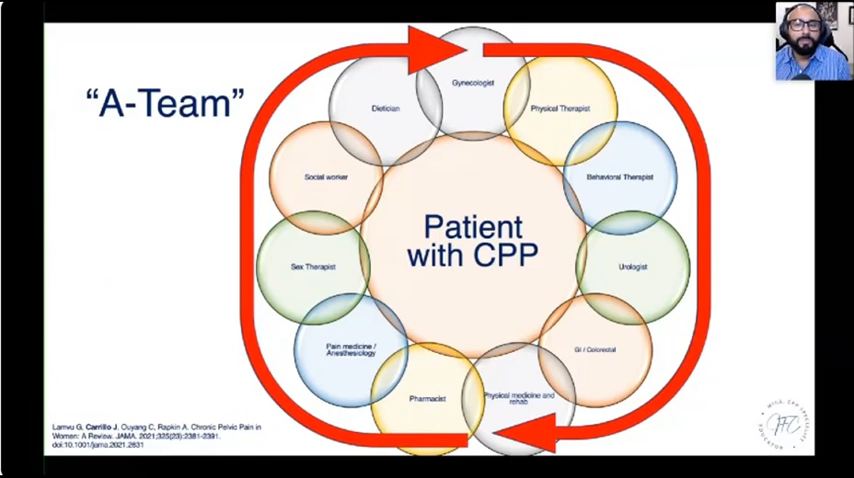 “A-Team”
Gynecologist
Physical Therapist
Behavioral Therapist
Urologist
GI / Colorectal
Physical medicine and
rehab
Pharmacist
Pain medicine /
Anesthesiology
Sex Therapist
Social worker
Dietician
Patient
with CPP
Lamvu G, Carrillo J, Ouyang C, Rapkin A. Chronic Pelvic Pain in
Women: A Review. JAMA. 2021;325(23):2381-2391.
doi:10.1001/jama.2021.2631